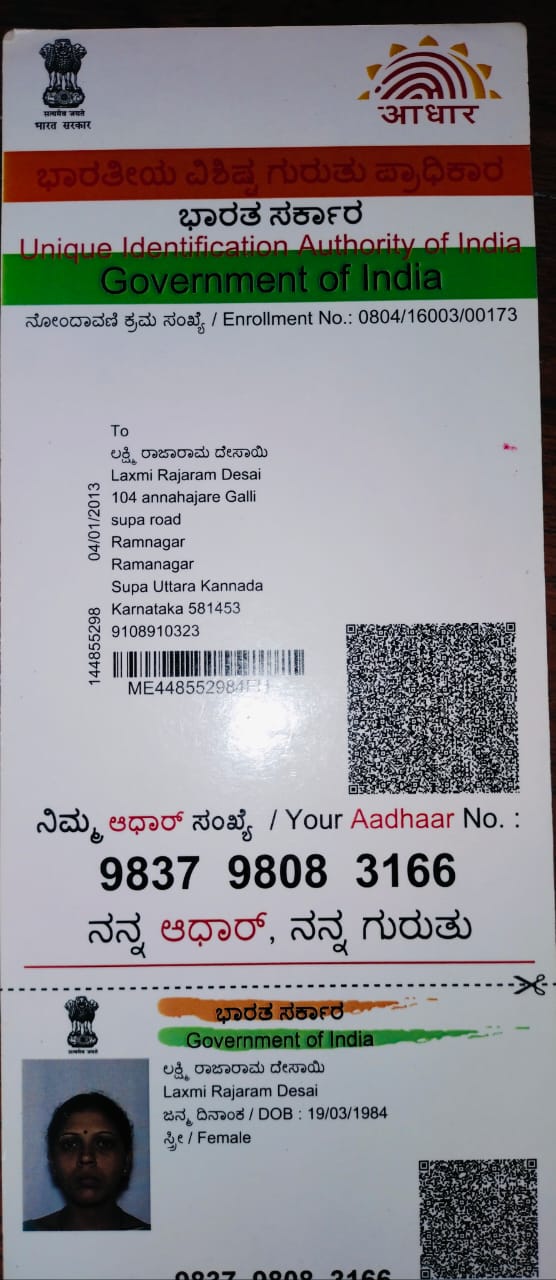 सत्यमेव जयते
भारत सरकार
आधार
ಭಾರತೀಯ ವಿಶಿಷ್ಟ ಗುರುತು ಪ್ರಾಧಿಕಾರ
ಭಾರತ ಸರ್ಕಾರ
Unique Identification Authority of India
Government of India
ನೋಂದಾವಣಿ ಕ್ರಮ ಸಂಖ್ಯೆ / Enrollment No.: 0804/16003/00173
To
ಲಕ್ಷ್ಮಿ ರಾಜಾರಾಮ ದೇಸಾಯಿ
Laxmi Rajaram Desai
104 annahajare Galli
supa road
Ramnagar
Ramanagar
Supa Uttara Kannada
Karnataka 581453
9108910323
04/01/2013
144855298
ನಿಮ್ಮ ಆಧಾರ್ ಸಂಖ್ಯೆ / Your Aadhaar No. :
9837 9808 3166
ನನ್ನ ಆಧಾರ್, ನನ್ನ ಗುರುತು
ಭಾರತ ಸರ್ಕಾರ
Government of India
ಲಕ್ಷ್ಮಿ ರಾಜಾರಾಮ ದೇಸಾಯಿ
Laxmi Rajaram Desai
ಜನ್ಮ ದಿನಾಂಕ / DOB : 19/03/1984
ಸ್ತ್ರೀ / Female
9837 9808 3166